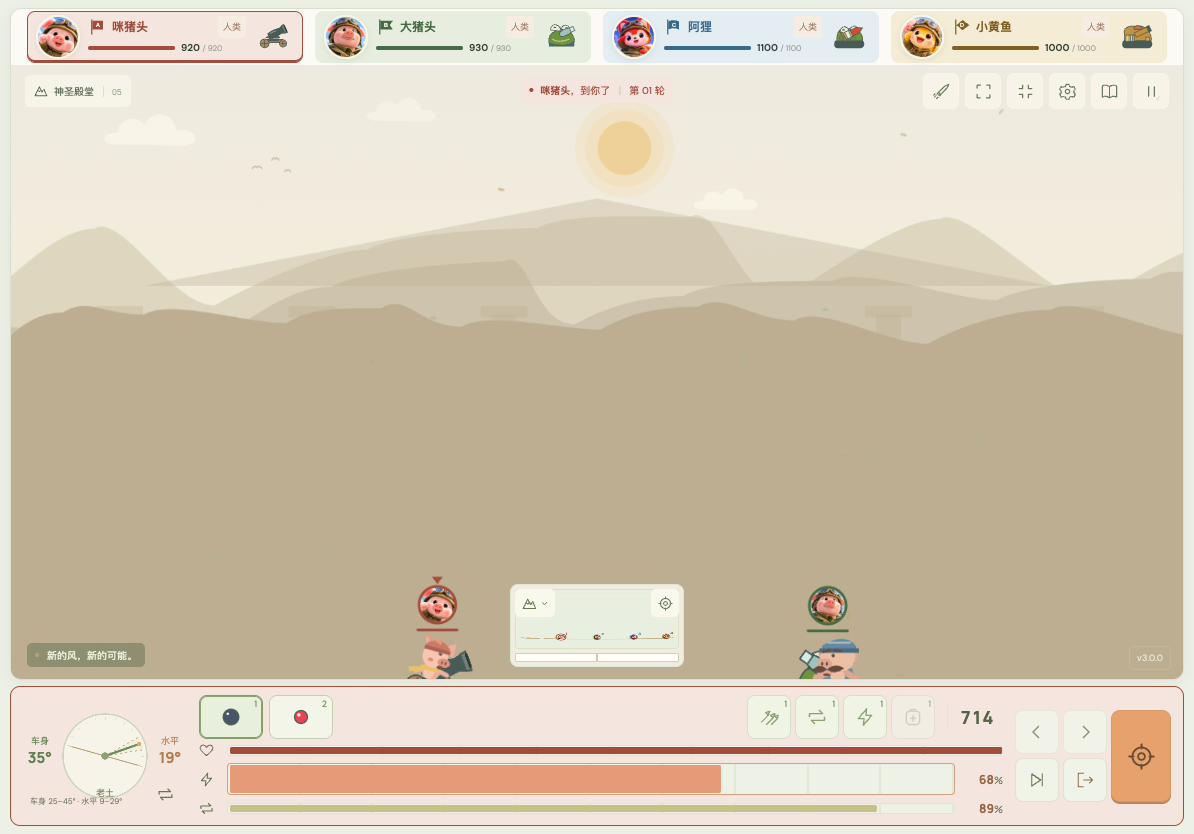 A 咪猪头 人类
920 / 920
B 大猪头 人类
930 / 930
C 阿狸 人类
1100 / 1100
D 小黄鱼 人类
1000 / 1000
神圣殿堂 05
咪猪头，到你了 第 01 轮
新的风，新的可能。
v3.0.0
车身
35°
水平
19°
老土
车身 25–45° · 水平 9–29°
1
2
1
1
1
1
714
68%
89%